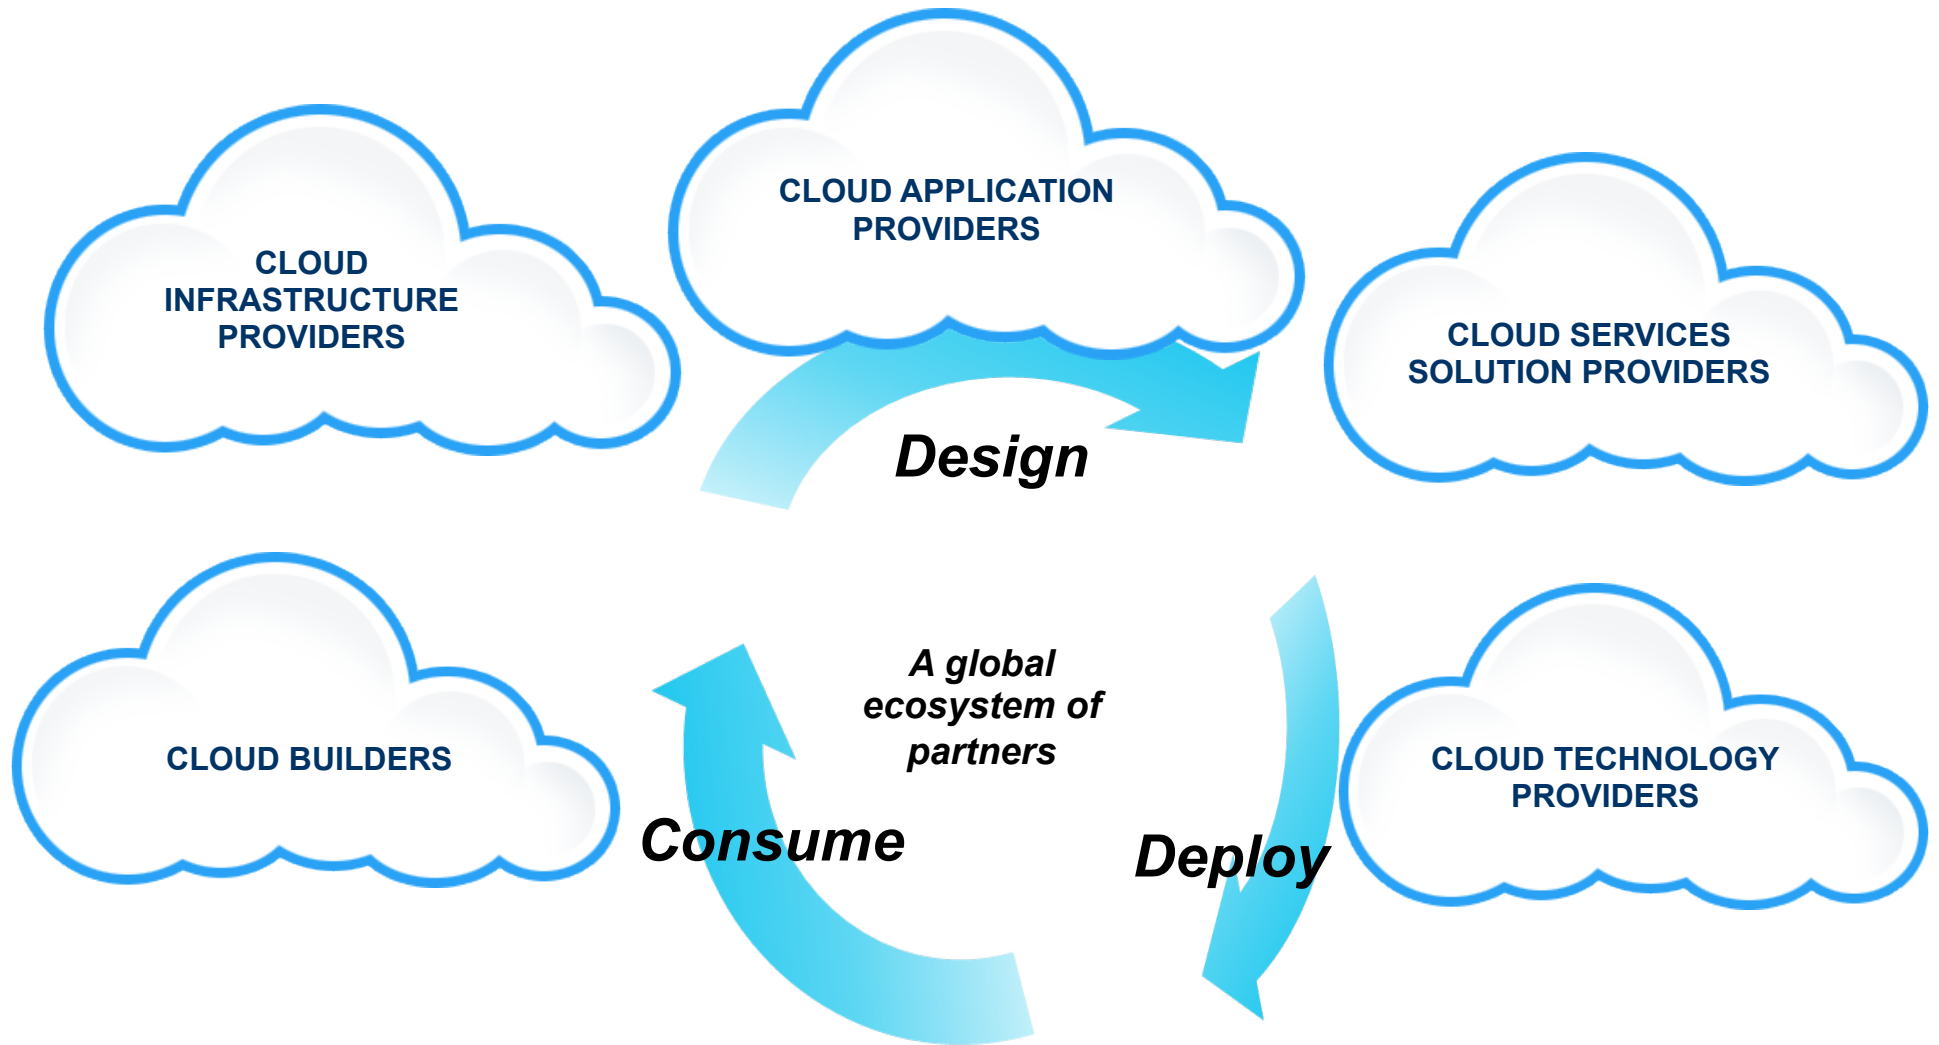 CLOUD APPLICATION
PROVIDERS
CLOUD
INFRASTRUCTURE
PROVIDERS
CLOUD SERVICES
SOLUTION PROVIDERS
Design
A global
ecosystem of
partners
CLOUD BUILDERS
CLOUD TECHNOLOGY
PROVIDERS
Consume
Deploy